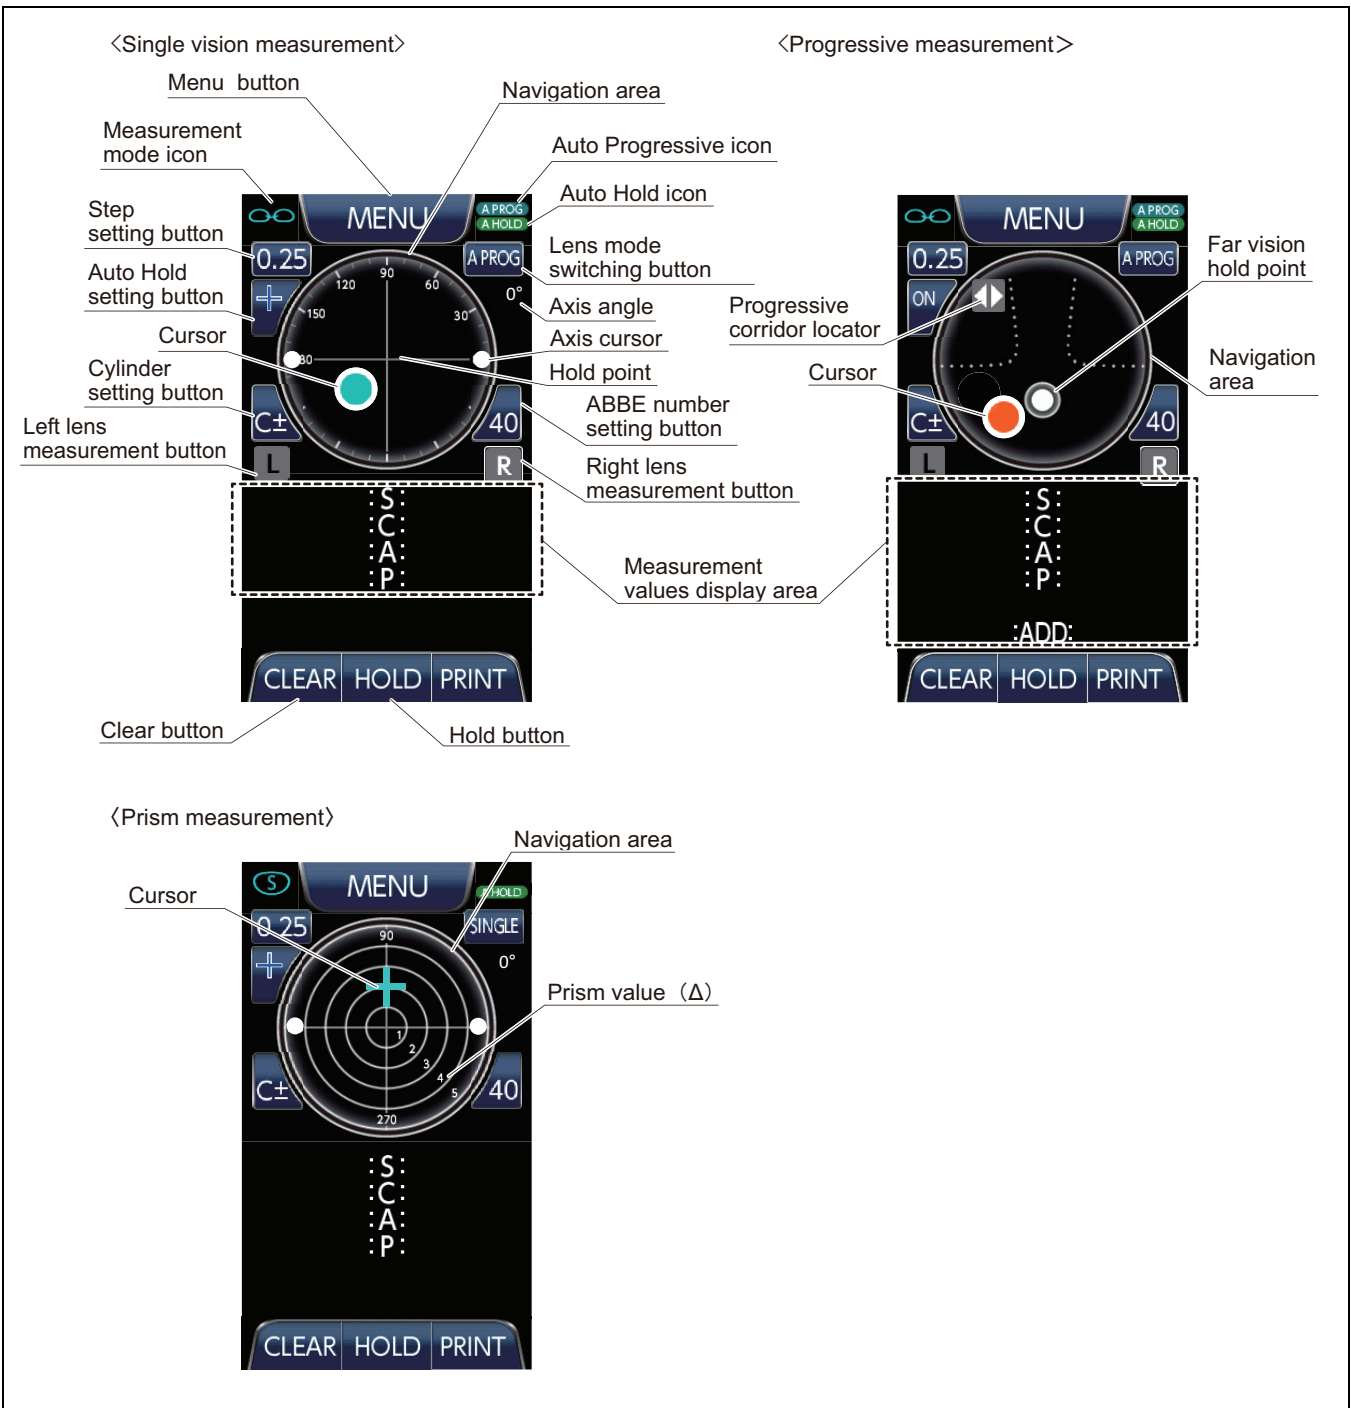 〈Single vision measurement〉
Menu button
Navigation area
Measurement
mode icon
Auto Progressive icon
Auto Hold icon
Step
setting button
Lens mode
switching button
Auto Hold
setting button
Axis angle
Cursor
Axis cursor
Cylinder
setting button
Hold point
ABBE number
setting button
Left lens
measurement button
Right lens
measurement button
MENU
A PROG
A HOLD
0.25
A PROG
90
120
60
0°
150
30
80
C±
40
L
R
:S:
:C:
:A:
:P:
CLEAR
HOLD
PRINT
Clear button
Hold button
Measurement
values display area
〈Progressive measurement＞
MENU
A PROG
A HOLD
0.25
A PROG
ON
Far vision
hold point
Progressive
corridor locator
Cursor
Navigation
area
C±
40
L
R
:S:
:C:
:A:
:P:
:ADD:
CLEAR
HOLD
PRINT
〈Prism measurement〉
Navigation area
Cursor
Prism value（Δ）
S
MENU
A HOLD
0.25
SINGLE
90
0°
1
2
3
4
5
C±
40
270
:S:
:C:
:A:
:P:
CLEAR
HOLD
PRINT